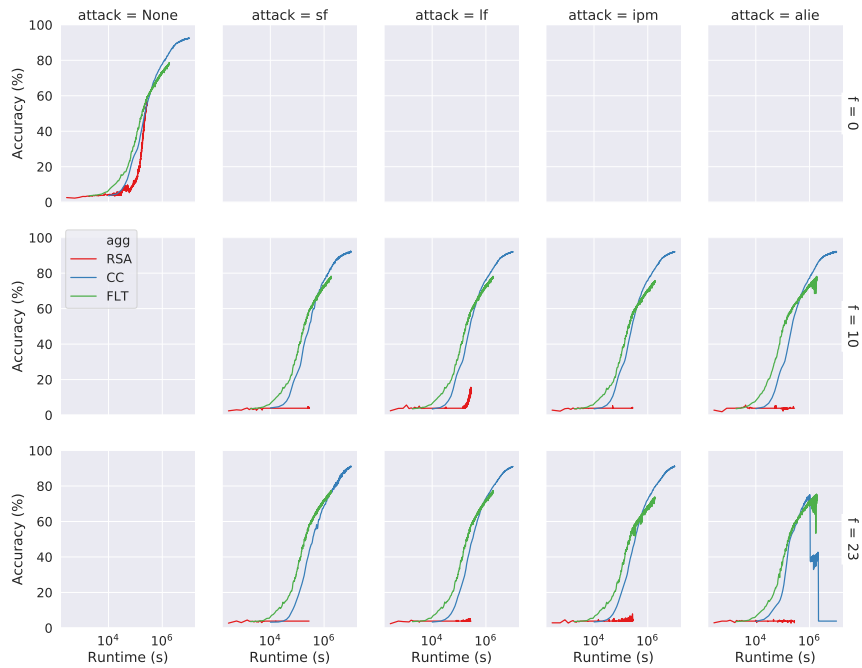 attack = None attack = sf attack = lf attack = ipm attack = alie
100
80
60
40
20
0
Accuracy (%)
f = 0
100
80
60
40
20
0
Accuracy (%)
agg
RSA
CC
FLT
f = 10
100
80
60
40
20
0
Accuracy (%)
f = 23
10⁴ 10⁶ 10⁴ 10⁶ 10⁴ 10⁶ 10⁴ 10⁶ 10⁴ 10⁶
Runtime (s) Runtime (s) Runtime (s) Runtime (s) Runtime (s)